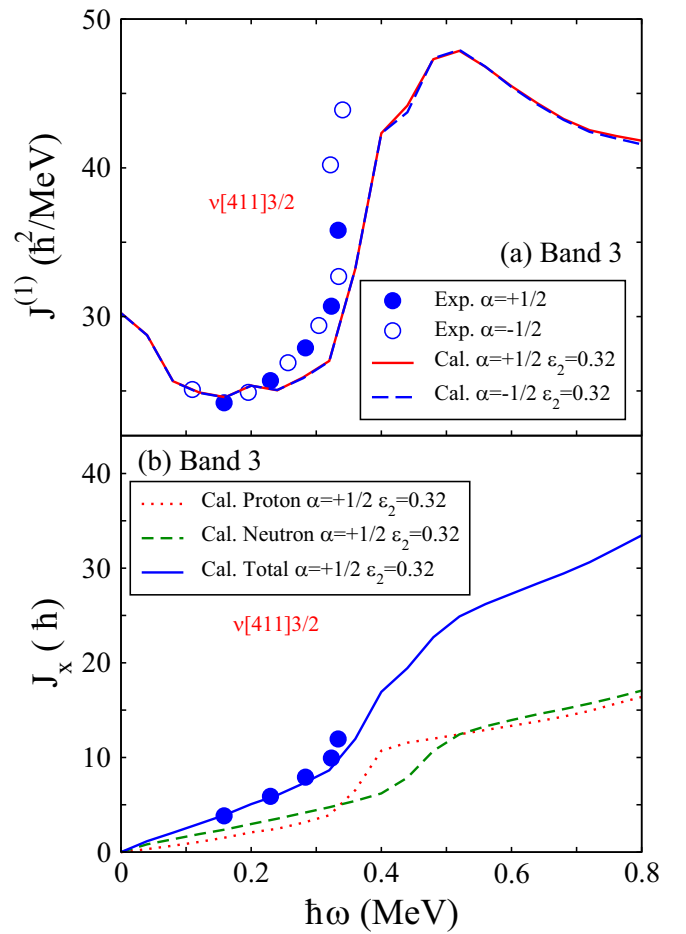 50
40
30
J(1) (ħ2/MeV)
ν[411]3/2
(a) Band 3
Exp. α=+1/2
Exp. α=-1/2
Cal. α=+1/2 ε2=0.32
Cal. α=-1/2 ε2=0.32
(b) Band 3
40
30
20
10
0
Jx (ħ)
Cal. Proton α=+1/2 ε2=0.32
Cal. Neutron α=+1/2 ε2=0.32
Cal. Total α=+1/2 ε2=0.32
ν[411]3/2
0 0.2 0.4 0.6 0.8
ħω (MeV)